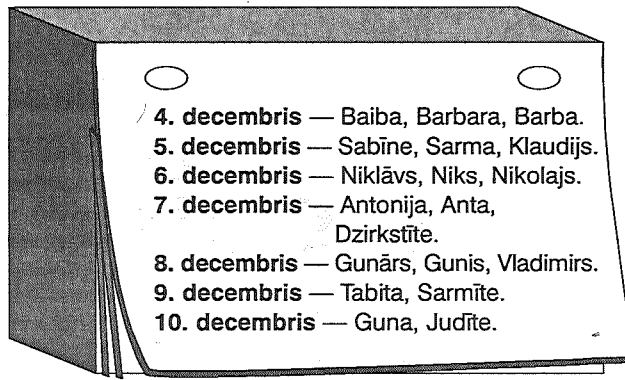 4. decembris — Baiba, Barbara, Barba.
5. decembris — Sabīne, Sarma, Klaudijs.
6. decembris — Niklāvs, Niks, Nikolajs.
7. decembris — Antonija, Anta,
Dzirkstīte.
8. decembris — Gunārs, Gunis, Vladimirs.
9. decembris — Tabita, Sarmīte.
10. decembris — Guna, Judīte.